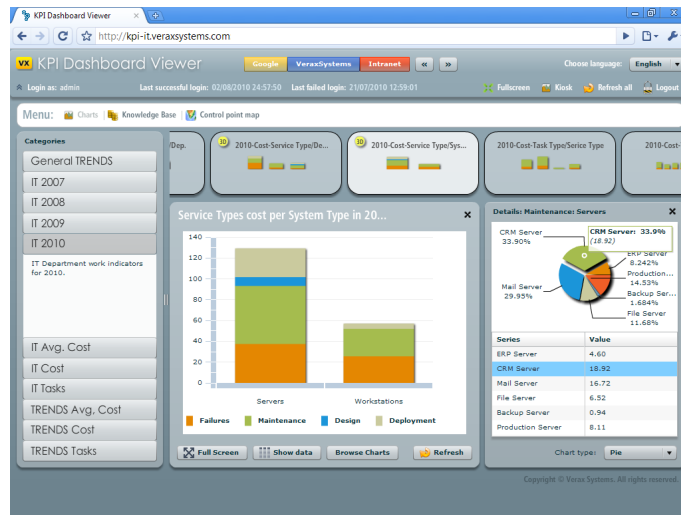 KPI Dashboard Viewer
http://kpi-it.veraxsystems.com
VX KPI Dashboard Viewer
Google
VeraxSystems
Intranet
«
»
Choose language:
English
Login as: admin
Last successful login: 02/08/2010 24:57:50
Last failed login: 21/07/2010 12:59:01
Fullscreen
Kiosk
Refresh all
Logout
Menu:
Charts
Knowledge Base
Control point map
Categories
General TRENDS
IT 2007
IT 2008
IT 2009
IT 2010
IT Department work indicators
for 2010.
IT Avg. Cost
IT Cost
IT Tasks
TRENDS Avg, Cost
TRENDS Cost
TRENDS Tasks
/Dep.
3D
2010-Cost-Service Type/De...
3D
2010-Cost-Service Type/Sys...
2010-Cost-Task Type/Serice Type
2010-Cost-
Service Types cost per System Type in 20...
140
120
100
80
60
40
20
0
Servers
Workstations
Failures
Maintenance
Design
Deployment
Full Screen
Show data
Browse Charts
Refresh
Details: Maintenance: Servers
CRM Server
33.90%
CRM Server: 33.9%
(18.92)
ERP Server
8.242%
Production...
14.53%
Backup Ser...
1.684%
File Server
11.68%
Mail Server
29.95%
Series
Value
ERP Server
4.60
CRM Server
18.92
Mail Server
16.72
File Server
6.52
Backup Server
0.94
Production Server
8.11
Chart type:
Pie
Copyright © Verax Systems. All rights reserved.